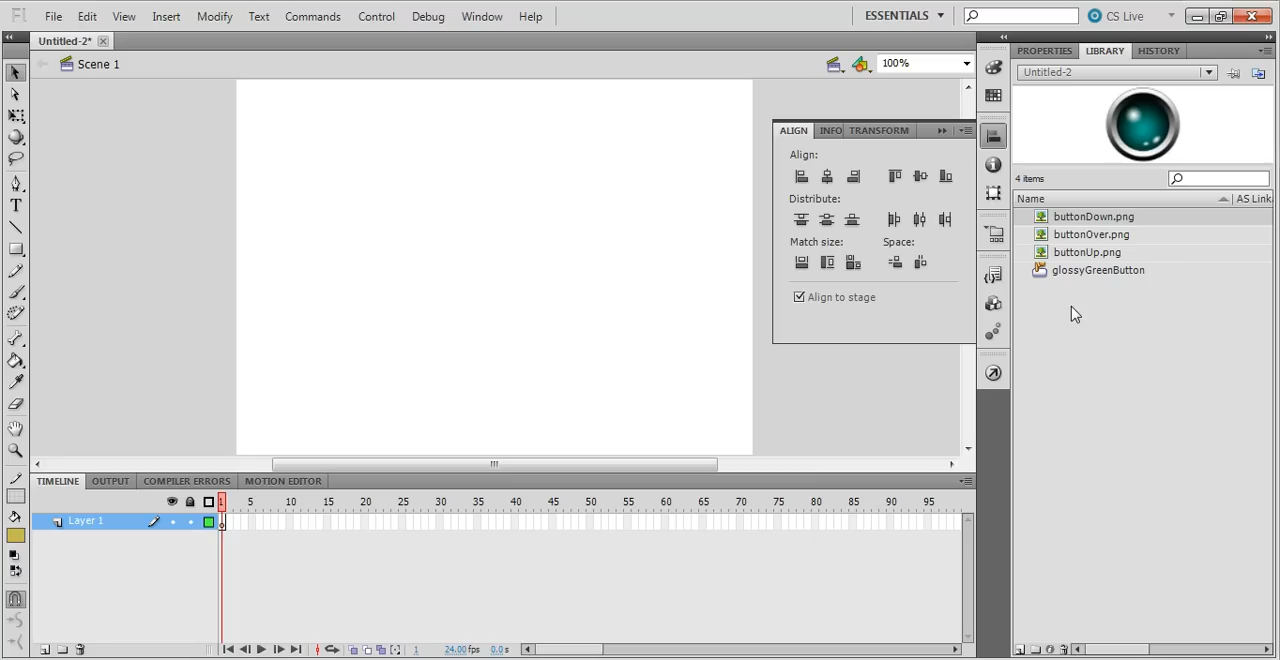 Fl File Edit View Insert Modify Text Commands Control Debug Window Help ESSENTIALS CS Live
Untitled-2*
Scene 1 100%
PROPERTIES LIBRARY HISTORY
Untitled-2
4 items
Name AS Link
buttonDown.png
buttonOver.png
buttonUp.png
glossyGreenButton
ALIGN INFO TRANSFORM
Align:
Distribute:
Match size: Space:
Align to stage
TIMELINE OUTPUT COMPILER ERRORS MOTION EDITOR
1 5 10 15 20 25 30 35 40 45 50 55 60 65 70 75 80 85 90 95
Layer 1
1 24.00fps 0.0s